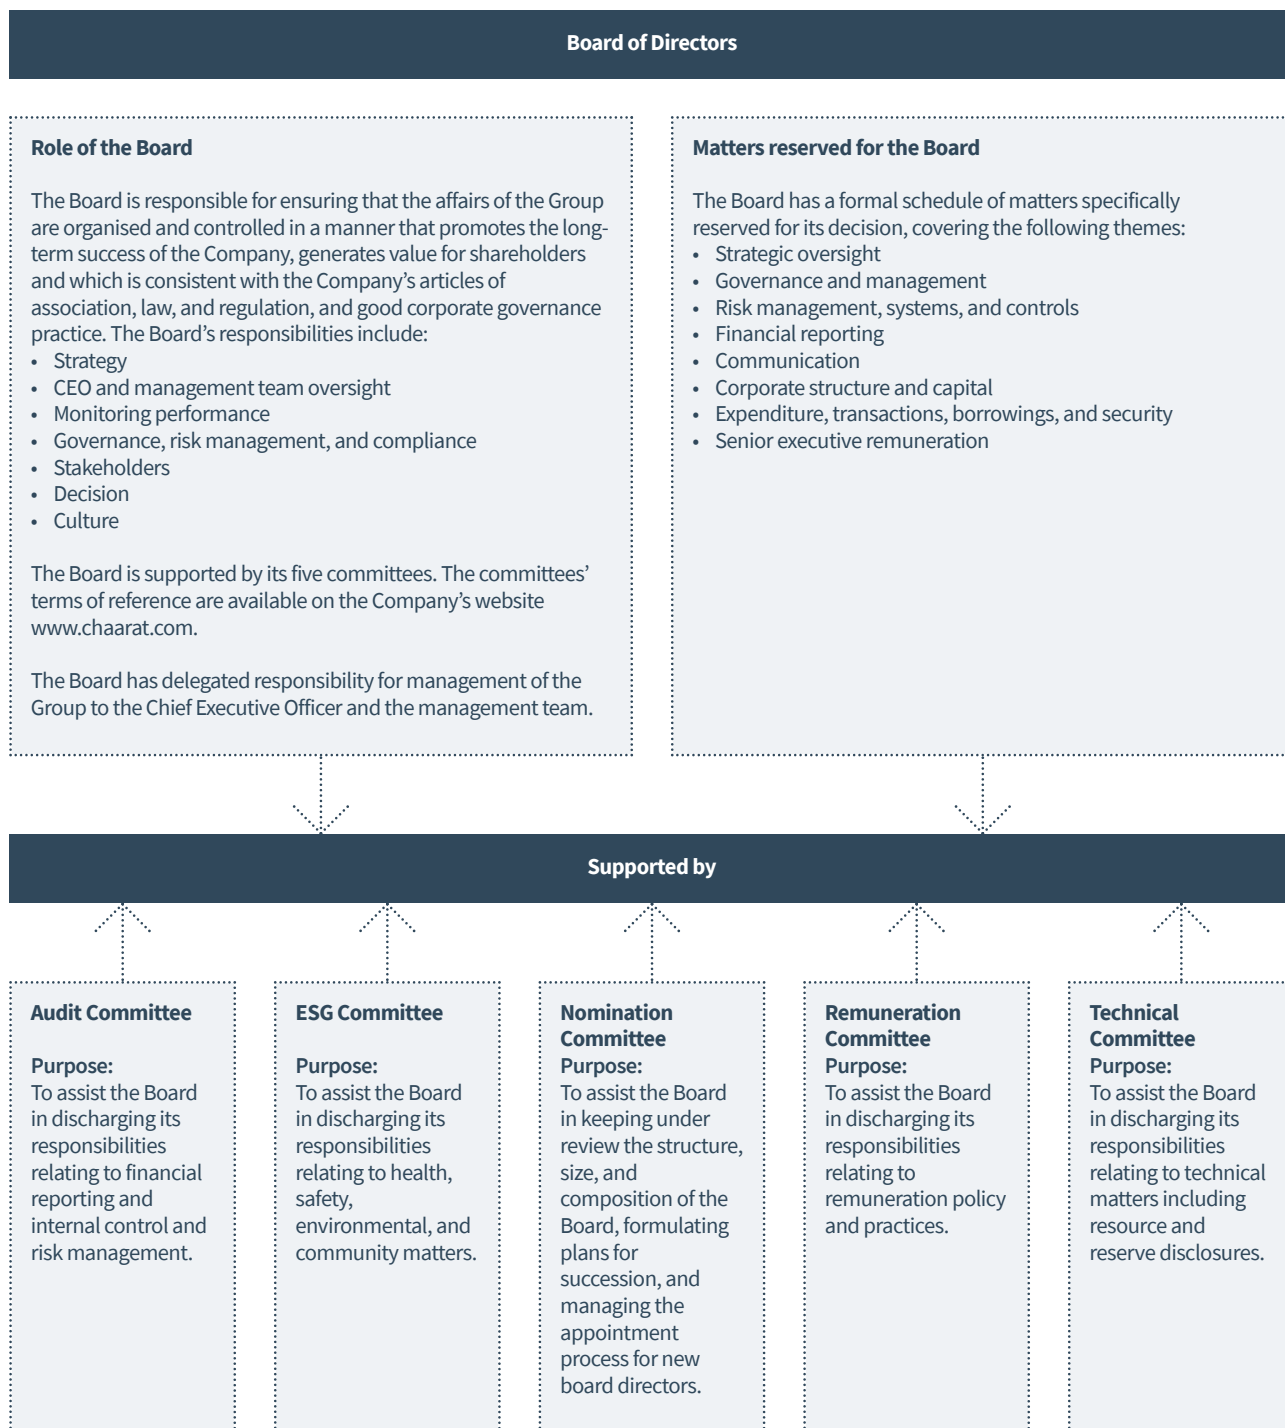 Board of Directors
Role of the Board
The Board is responsible for ensuring that the affairs of the Group
are organised and controlled in a manner that promotes the long-
term success of the Company, generates value for shareholders
and which is consistent with the Company's articles of
association, law, and regulation, and good corporate governance
practice. The Board's responsibilities include:
• Strategy
• CEO and management team oversight
• Monitoring performance
• Governance, risk management, and compliance
• Stakeholders
• Decision
• Culture
The Board is supported by its five committees. The committees'
terms of reference are available on the Company's website
www.chaarat.com.
The Board has delegated responsibility for management of the
Group to the Chief Executive Officer and the management team.
Matters reserved for the Board
The Board has a formal schedule of matters specifically
reserved for its decision, covering the following themes:
• Strategic oversight
• Governance and management
• Risk management, systems, and controls
• Financial reporting
• Communication
• Corporate structure and capital
• Expenditure, transactions, borrowings, and security
• Senior executive remuneration
Supported by
Audit Committee
Purpose:
To assist the Board
in discharging its
responsibilities
relating to financial
reporting and
internal control and
risk management.
ESG Committee
Purpose:
To assist the Board
in discharging its
responsibilities
relating to health,
safety,
environmental, and
community matters.
Nomination
Committee
Purpose:
To assist the Board
in keeping under
review the structure,
size, and
composition of the
Board, formulating
plans for
succession, and
managing the
appointment
process for new
board directors.
Remuneration
Committee
Purpose:
To assist the Board
in discharging its
responsibilities
relating to
remuneration policy
and practices.
Technical
Committee
Purpose:
To assist the Board
in discharging its
responsibilities
relating to technical
matters including
resource and
reserve disclosures.